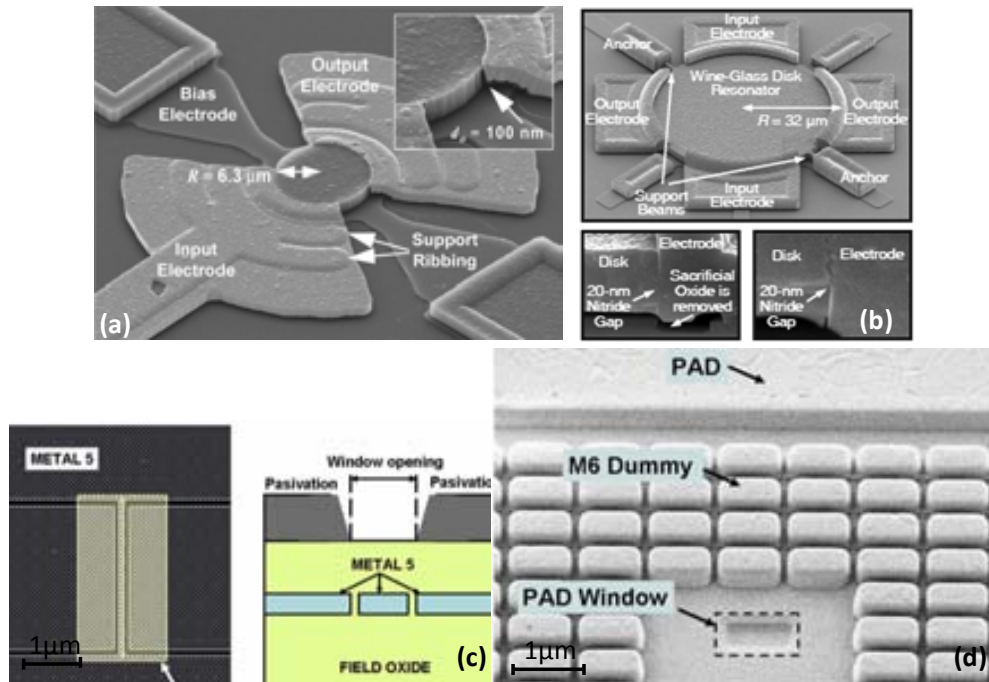 Bias
Electrode
Output
Electrode
= 100 nm
R = 6.3 μm
Input
Electrode
Support
Ribbing
(a)
Input
Electrode
Anchor
Wine-Glass Disk
Resonator
Output
Electrode
R = 32 μm
Output
Electrode
Support
Beams
Input
Electrode
Anchor
Electrode
Disk
Sacrificial
Oxide is
removed
20-nm
Nitride
Gap
Disk
Electrode
20-nm
Nitride
Gap
(b)
METAL 5
1μm
Window opening
Pasivation
Pasivatio
METAL 5
FIELD OXIDE
(c)
PAD
M6 Dummy
PAD Window
1μm
(d)